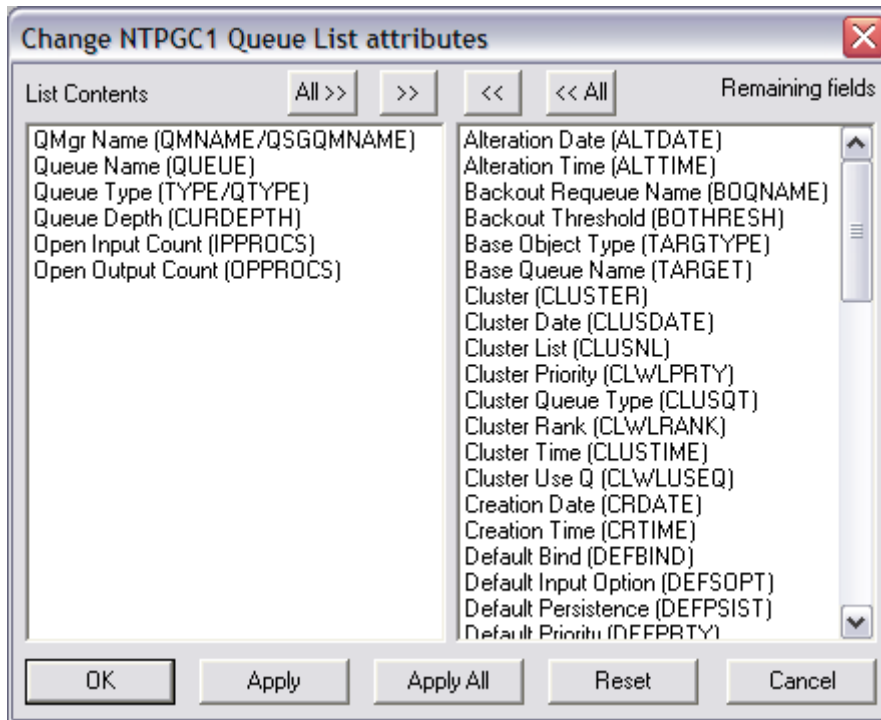 Change NTPGC1 Queue List attributes
List Contents
All >>
>>
<<
<< All
Remaining fields
QMgr Name (QMNAME/QSGQMNAME)
Queue Name (QUEUE)
Queue Type (TYPE/QTYPE)
Queue Depth (CURDEPTH)
Open Input Count (IPPROCS)
Open Output Count (OPPROCS)
Alteration Date (ALTDATE)
Alteration Time (ALTTIME)
Backout Requeue Name (BOQNAME)
Backout Threshold (BOTHRESH)
Base Object Type (TARGTYPE)
Base Queue Name (TARGET)
Cluster (CLUSTER)
Cluster Date (CLUSDATE)
Cluster List (CLUSNL)
Cluster Priority (CLWLPRTY)
Cluster Queue Type (CLUSQT)
Cluster Rank (CLWLRANK)
Cluster Time (CLUSTIME)
Cluster Use Q (CLWLUSEQ)
Creation Date (CRDATE)
Creation Time (CRTIME)
Default Bind (DEFBIND)
Default Input Option (DEFSOPT)
Default Persistence (DEFPSIST)
Default Priority (DEFPRTY)
OK
Apply
Apply All
Reset
Cancel